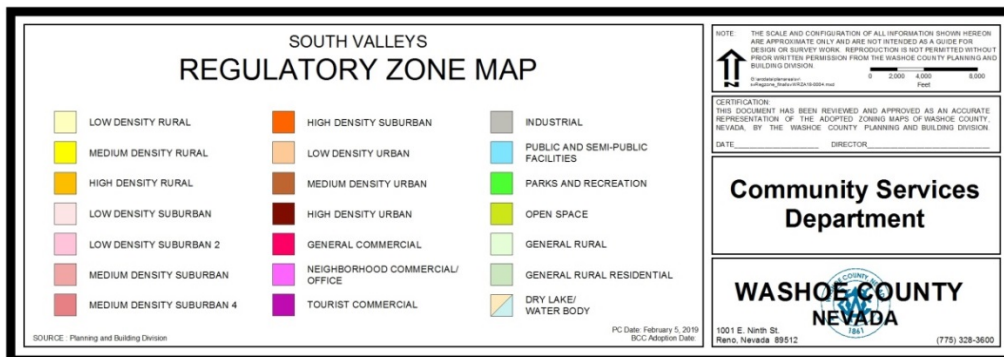 SOUTH VALLEYS
REGULATORY ZONE MAP
LOW DENSITY RURAL
MEDIUM DENSITY RURAL
HIGH DENSITY RURAL
LOW DENSITY SUBURBAN
LOW DENSITY SUBURBAN 2
MEDIUM DENSITY SUBURBAN
MEDIUM DENSITY SUBURBAN 4
HIGH DENSITY SUBURBAN
LOW DENSITY URBAN
MEDIUM DENSITY URBAN
HIGH DENSITY URBAN
GENERAL COMMERCIAL
NEIGHBORHOOD COMMERCIAL/
OFFICE
TOURIST COMMERCIAL
INDUSTRIAL
PUBLIC AND SEMI-PUBLIC
FACILITIES
PARKS AND RECREATION
OPEN SPACE
GENERAL RURAL
GENERAL RURAL RESIDENTIAL
DRY LAKE/
WATER BODY
SOURCE : Planning and Building Division
PC Date: February 5, 2019
BCC Adoption Date:
NOTE: THE SCALE AND CONFIGURATION OF ALL INFORMATION SHOWN HEREON
ARE APPROXIMATE ONLY AND ARE NOT INTENDED AS A GUIDE FOR
DESIGN OR SURVEY WORK. REPRODUCTION IS NOT PERMITTED WITHOUT
PRIOR WRITTEN PERMISSION FROM THE WASHOE COUNTY PLANNING AND
BUILDING DIVISION.
0 2,000 4,000 8,000
Feet
CERTIFICATION:
THIS DOCUMENT HAS BEEN REVIEWED AND APPROVED AS AN ACCURATE
REPRESENTATION OF THE ADOPTED ZONING MAPS OF WASHOE COUNTY,
NEVADA, BY THE WASHOE COUNTY PLANNING AND BUILDING DIVISION.
DATE____________________ DIRECTOR______________________________
Community Services
Department
WASHOE COUNTY
NEVADA
1861
1001 E. Ninth St.
Reno, Nevada 89512
(775) 328-3600